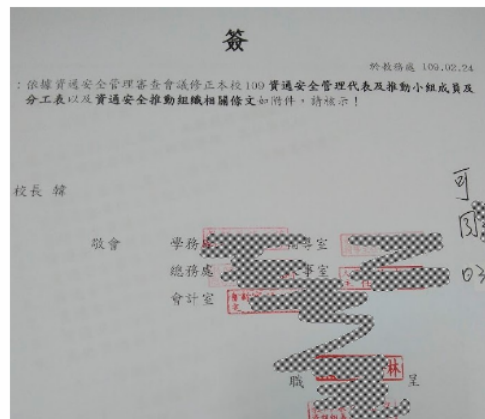 簽
於教務處 109.02.24
：依據資通安全管理審查會議修正本校109資通安全管理代表及推動小組成員及
分工表以及資通安全推動組織相關條文如附件，請核示！
校長 韓
可
敬會 學務 導室
總務處 事室
會計室
03
林
職 呈